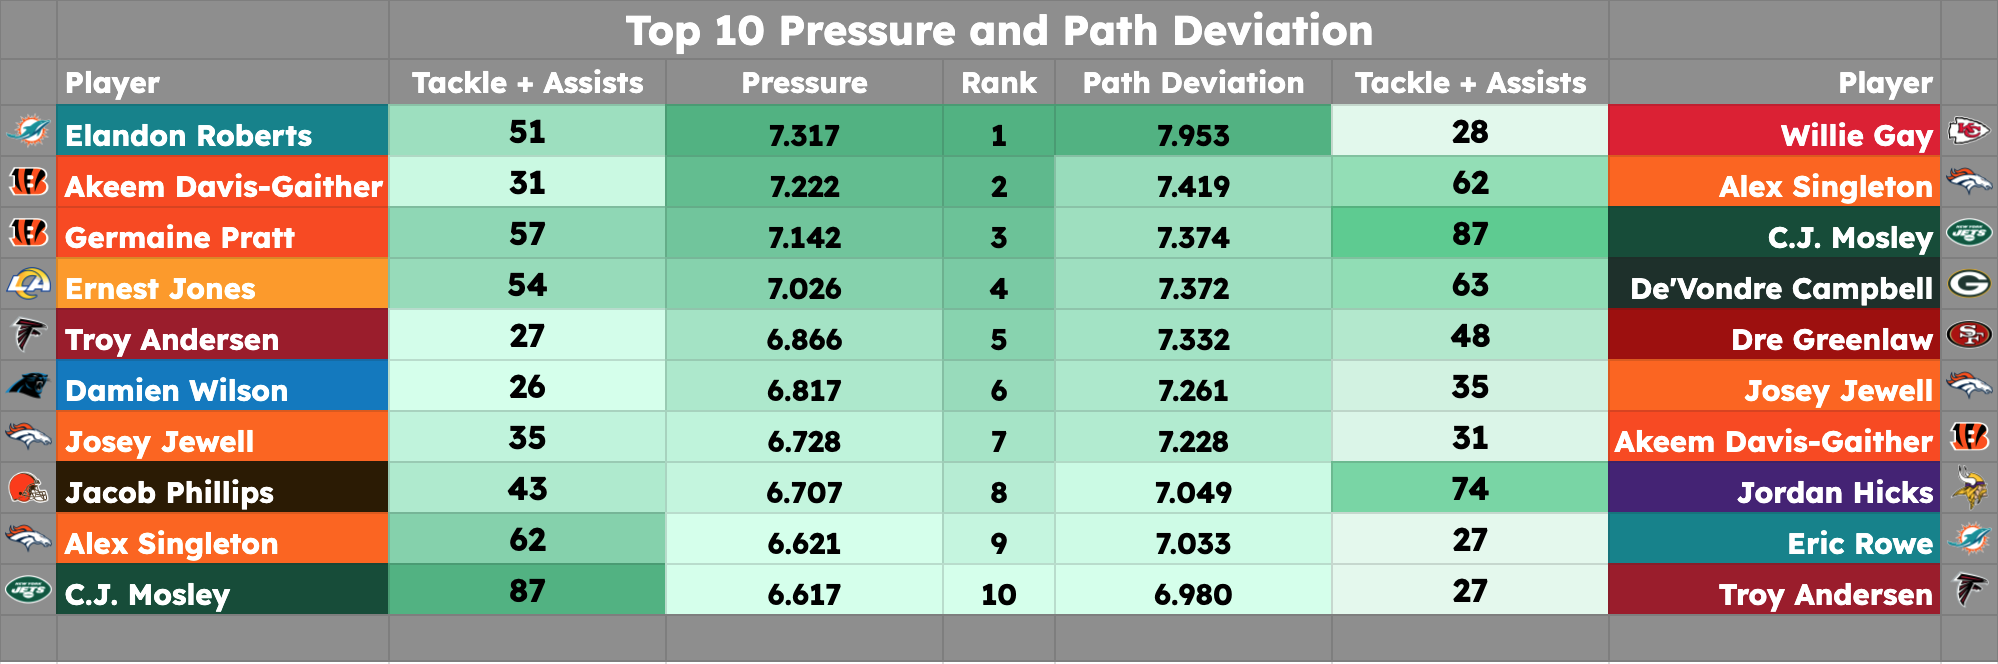 Top 10 Pressure and Path Deviation
Player Tackle + Assists Pressure Rank Path Deviation Tackle + Assists Player
Elandon Roberts 51 7.317 1 7.953 28 Willie Gay
Akeem Davis-Gaither 31 7.222 2 7.419 62 Alex Singleton
Germaine Pratt 57 7.142 3 7.374 87 C.J. Mosley
Ernest Jones 54 7.026 4 7.372 63 De'Vondre Campbell
Troy Andersen 27 6.866 5 7.332 48 Dre Greenlaw
Damien Wilson 26 6.817 6 7.261 35 Josey Jewell
Josey Jewell 35 6.728 7 7.228 31 Akeem Davis-Gaither
Jacob Phillips 43 6.707 8 7.049 74 Jordan Hicks
Alex Singleton 62 6.621 9 7.033 27 Eric Rowe
C.J. Mosley 87 6.617 10 6.980 27 Troy Andersen